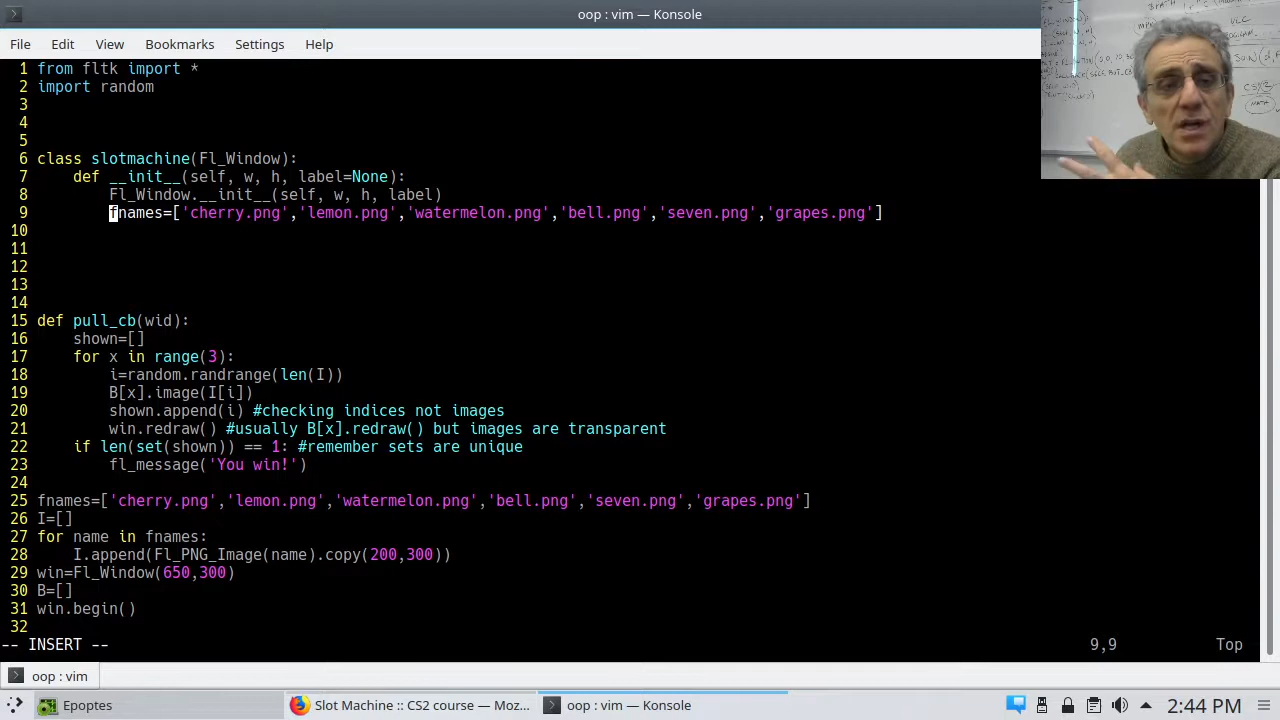 oop : vim — Konsole
File Edit View Bookmarks Settings Help
1 from fltk import *
2 import random
3
4
5
6 class slotmachine(Fl_Window):
7 def __init__(self, w, h, label=None):
8 Fl_Window.__init__(self, w, h, label)
9 fnames=['cherry.png','lemon.png','watermelon.png','bell.png','seven.png','grapes.png']
10
11
12
13
14
15 def pull_cb(wid):
16 shown=[]
17 for x in range(3):
18 i=random.randrange(len(I))
19 B[x].image(I[i])
20 shown.append(i) #checking indices not images
21 win.redraw() #usually B[x].redraw() but images are transparent
22 if len(set(shown)) == 1: #remember sets are unique
23 fl_message('You win!')
24
25 fnames=['cherry.png','lemon.png','watermelon.png','bell.png','seven.png','grapes.png']
26 I=[]
27 for name in fnames:
28 I.append(Fl_PNG_Image(name).copy(200,300))
29 win=Fl_Window(650,300)
30 B=[]
31 win.begin()
32
-- INSERT -- 9,9 Top
oop : vim
Epoptes Slot Machine :: CS2 course — Moz... oop : vim — Konsole 2:44 PM